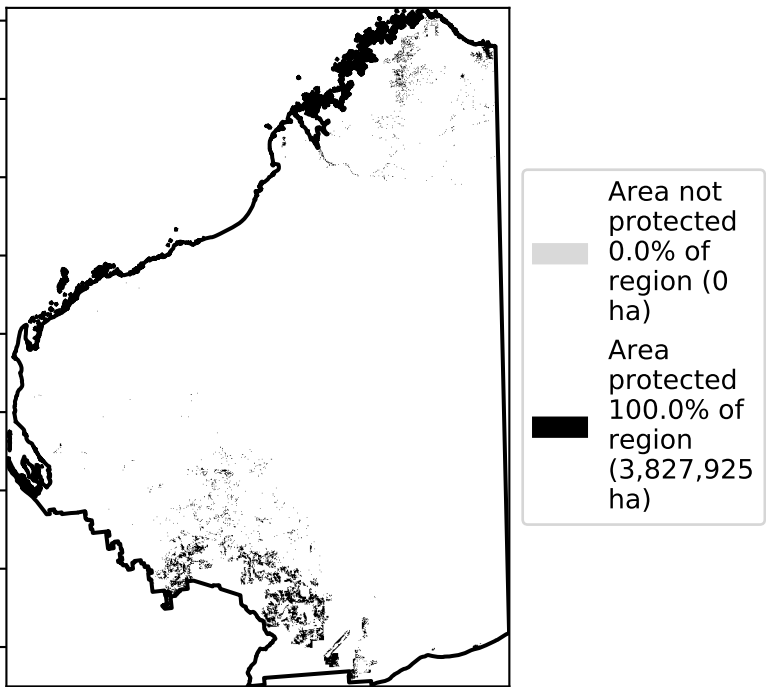 Area not
protected
0.0% of
region (0
ha)
Area
protected
100.0% of
region
(3,827,925
ha)